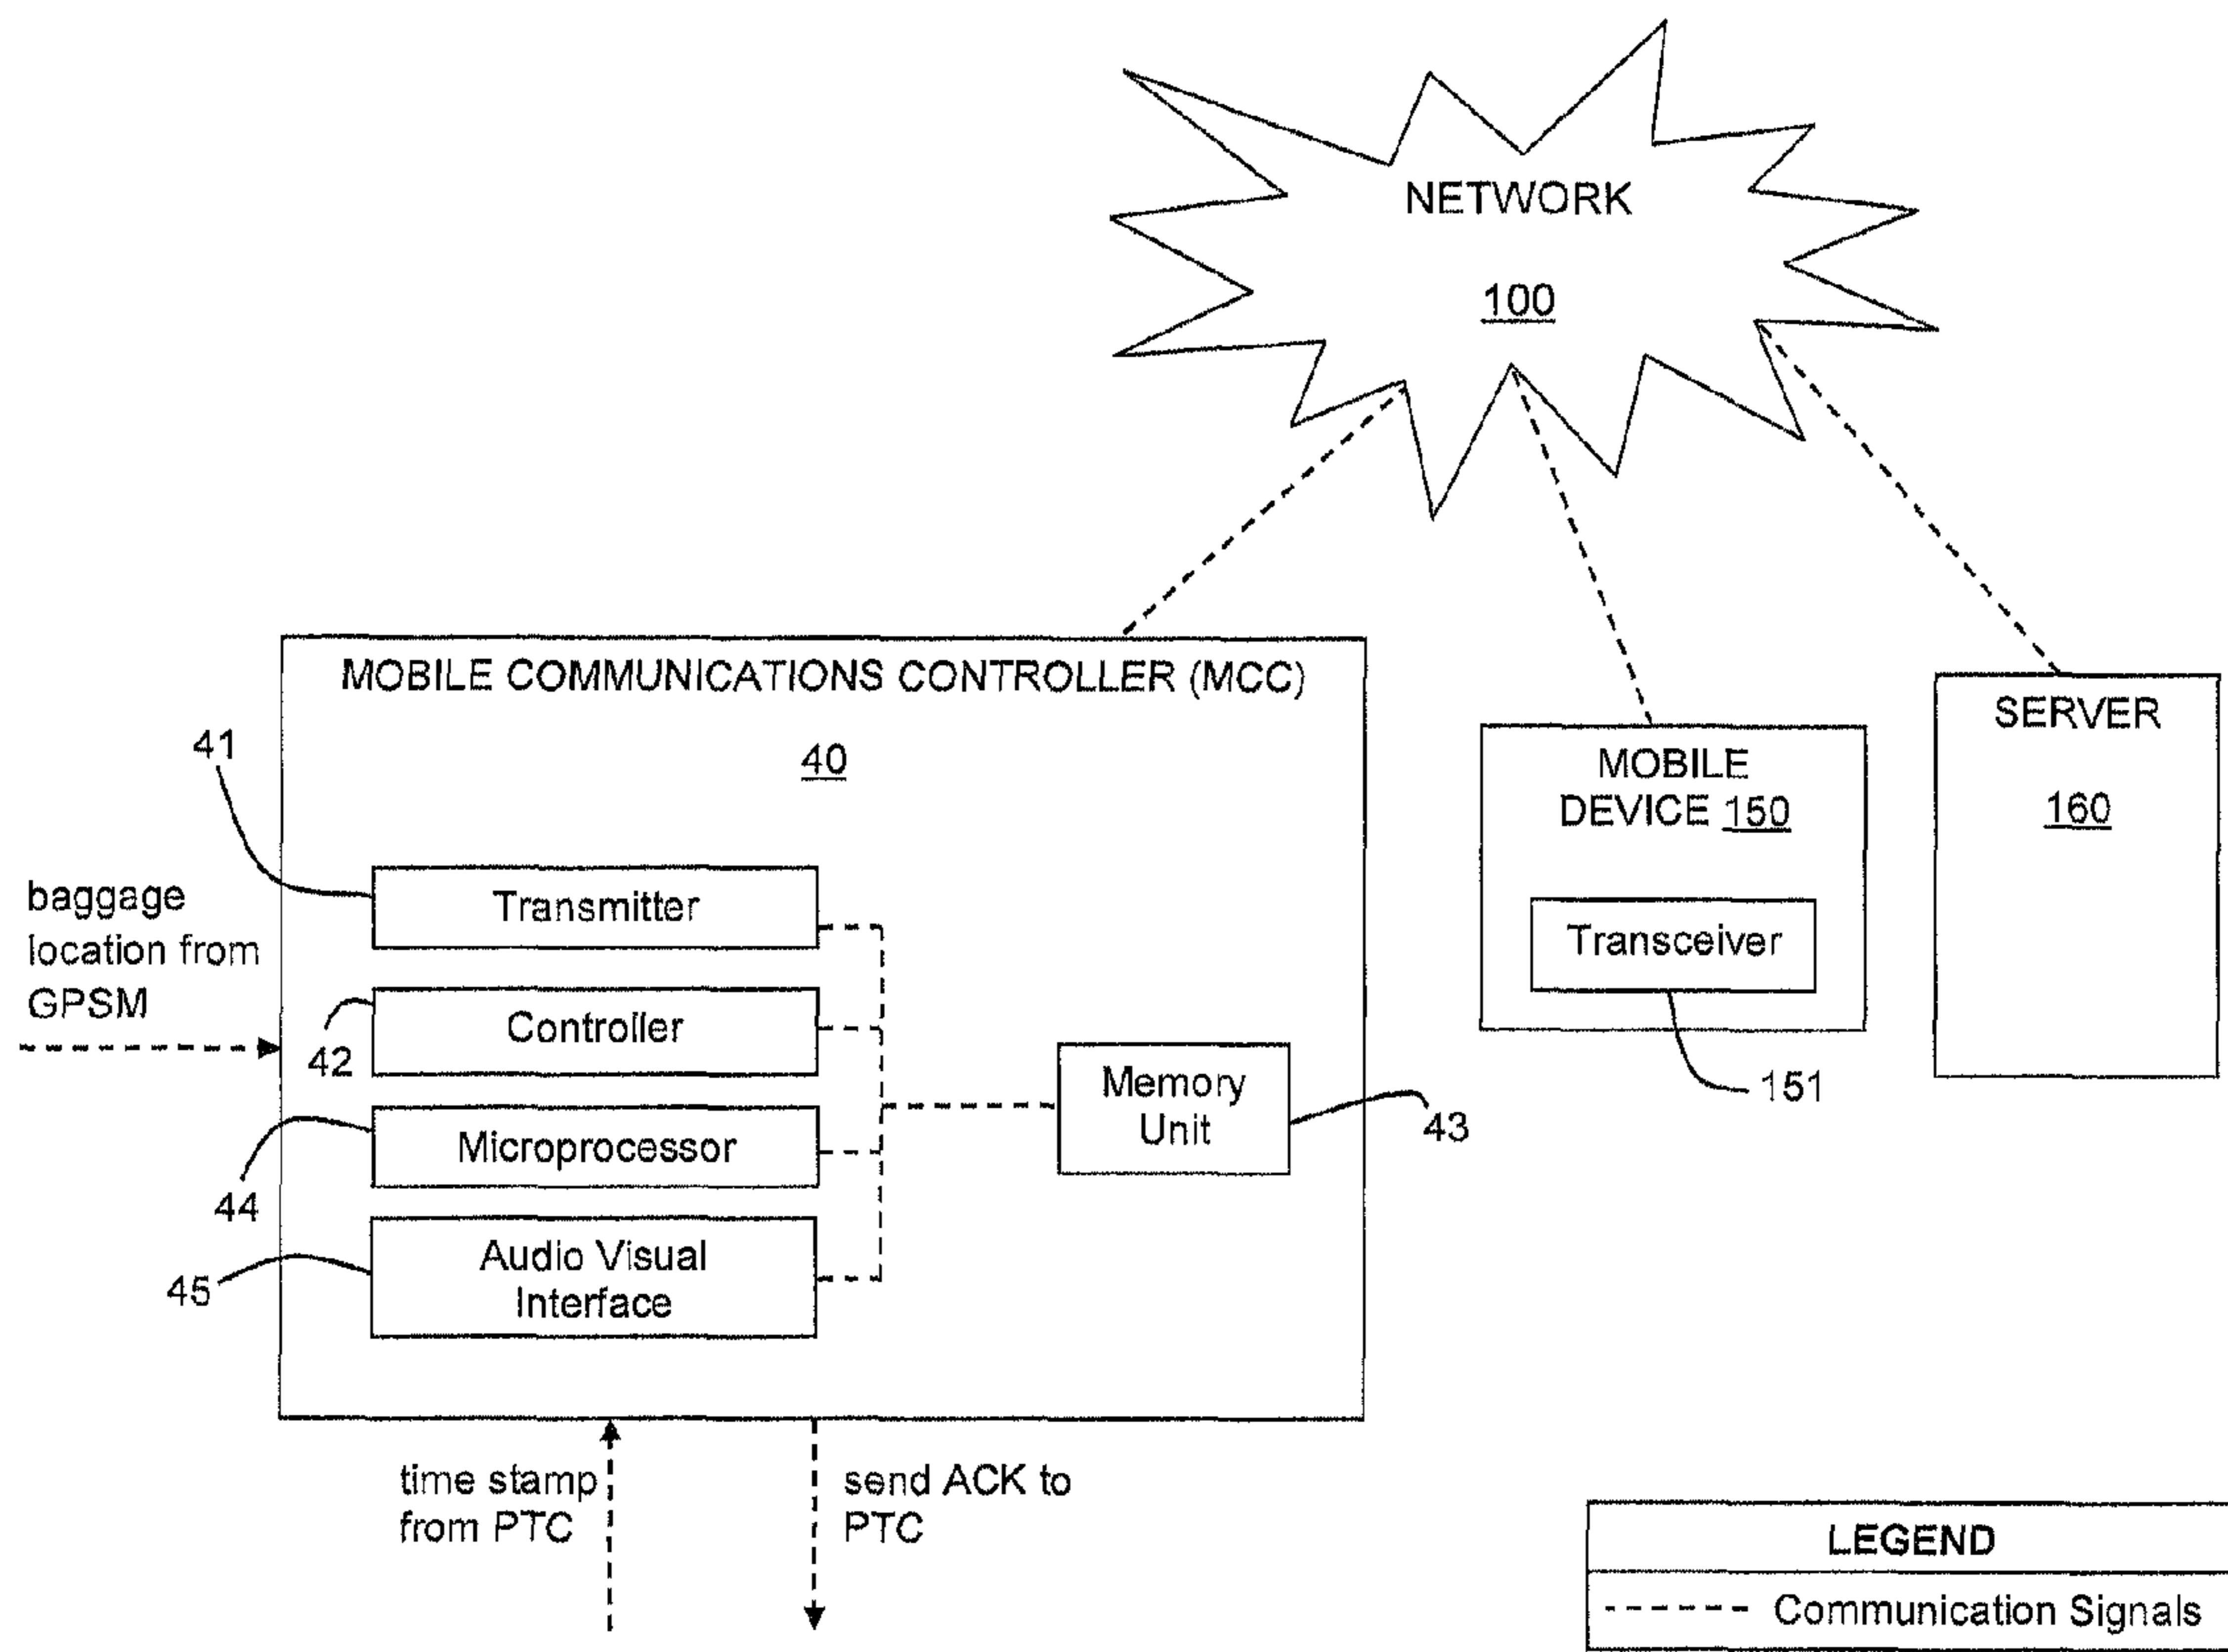 NETWORK
100
MOBILE COMMUNICATIONS CONTROLLER (MCC)
40
41
Transmitter
baggage
location from
GPSM
42
Controller
44
Microprocessor
45
Audio Visual
Interface
Memory
Unit
43
MOBILE
DEVICE 150
Transceiver
151
SERVER
160
time stamp
from PTC
send ACK to
PTC
LEGEND
Communication Signals